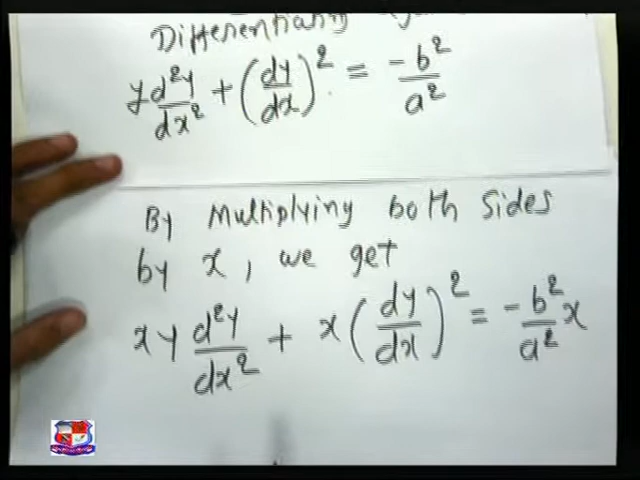 Differentiating
y d²y/dx² + (dy/dx)² = -b²/a²
By Multiplying both Sides
by x, we get
xy d²y/dx² + x(dy/dx)² = -b²/a² x